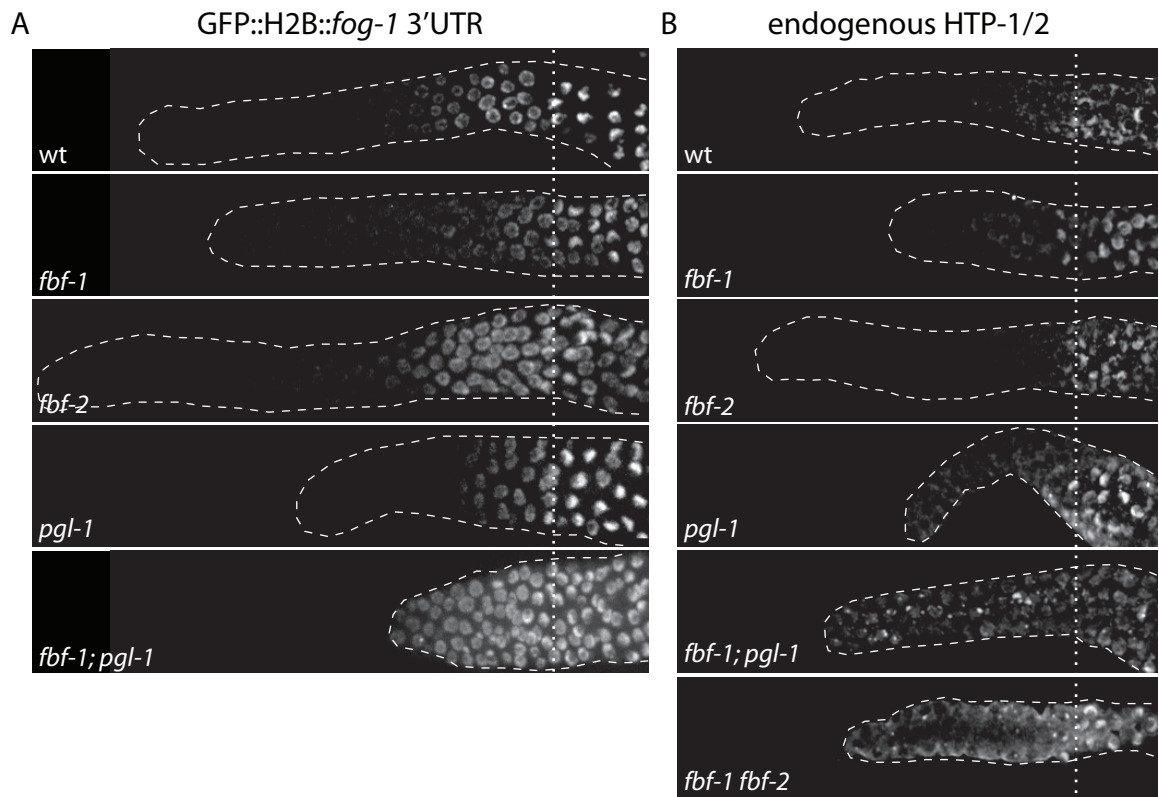 A
GFP::H2B::fog-1 3’UTR
wt
fbf-1
fbf-2
pgl-1
fbf-1; pgl-1
B
endogenous HTP-1/2
wt
fbf-1
fbf-2
pgl-1
fbf-1; pgl-1
fbf-1 fbf-2